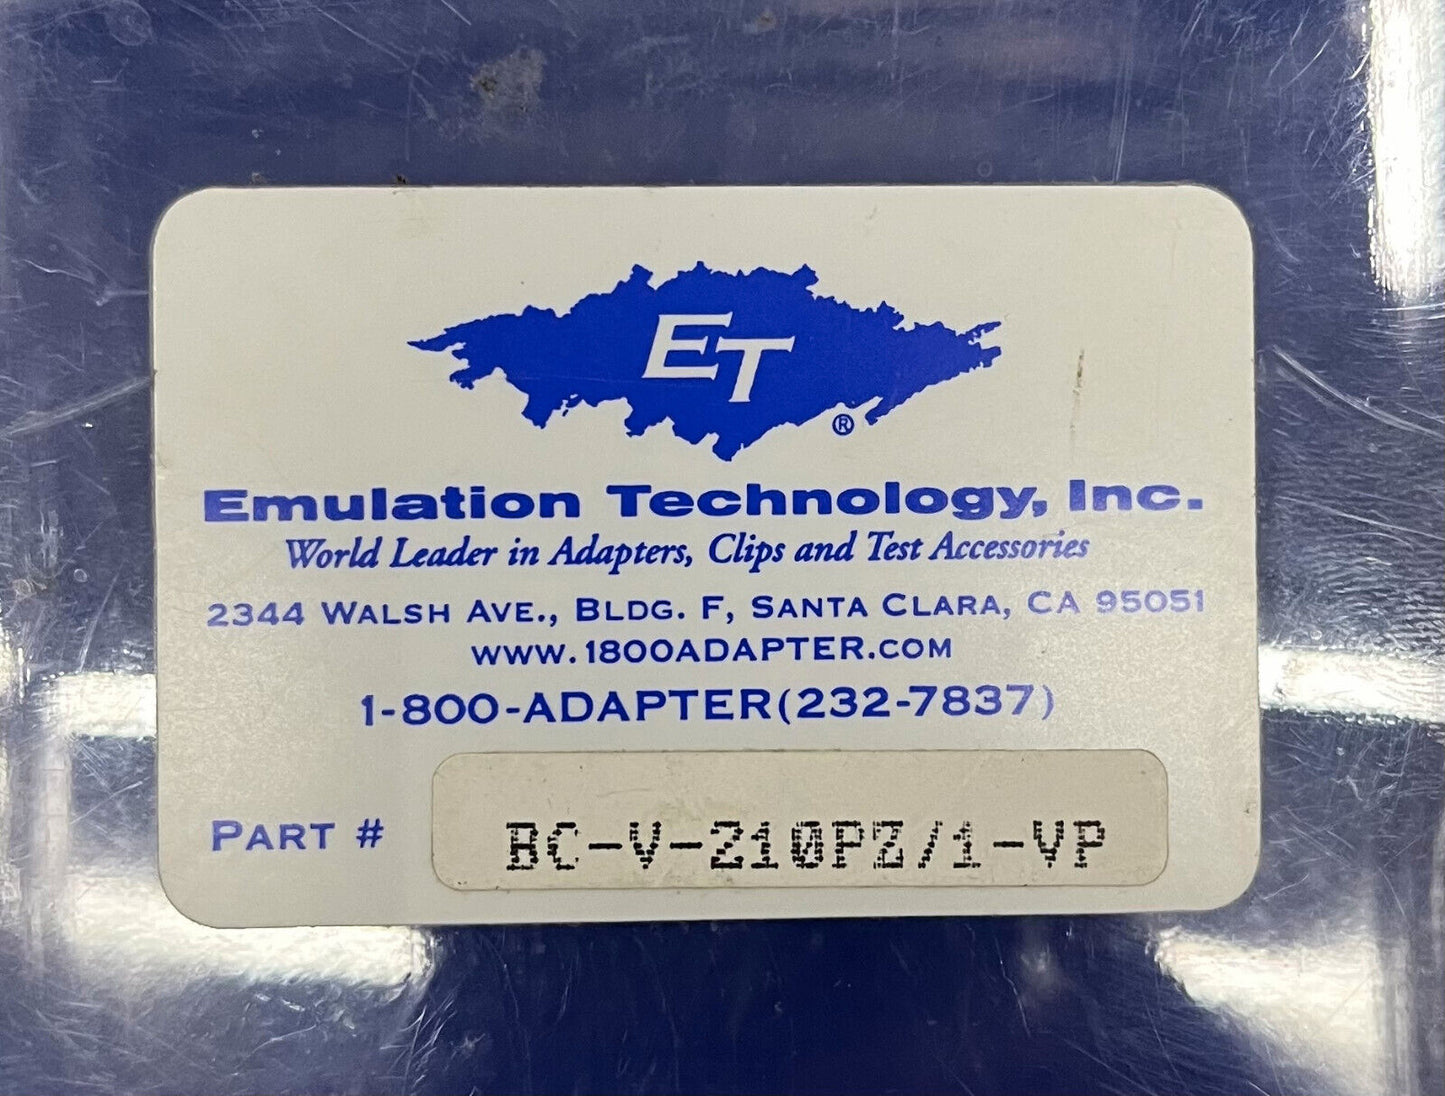 ET
®
Emulation Technology, Inc.
World Leader in Adapters, Clips and Test Accessories
2344 WALSH AVE., BLDG. F, SANTA CLARA, CA 95051
WWW.1800ADAPTER.COM
1-800-ADAPTER(232-7837)
PART # BC-V-210PZ/1-VP